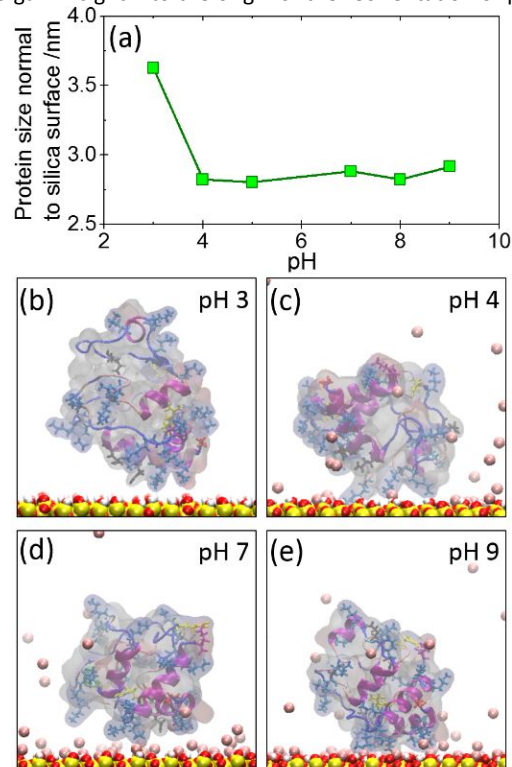 (a)
Protein size normal
to silica surface /nm
4.0
3.5
3.0
2.5
2 4 6 8 10
pH
(b) pH 3
(c) pH 4
(d) pH 7
(e) pH 9